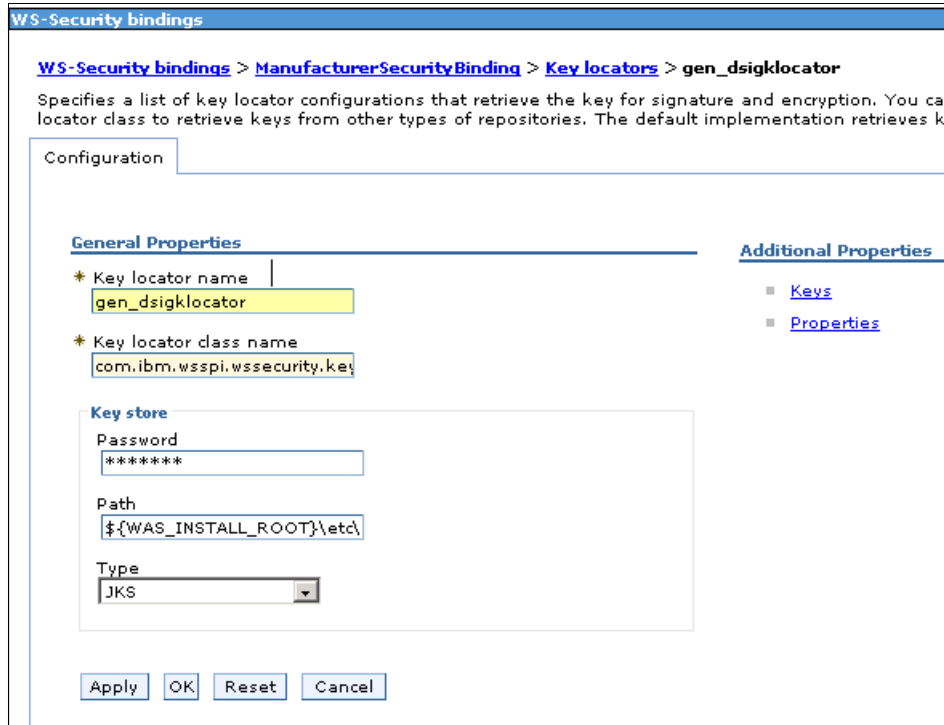 WS-Security bindings
WS-Security bindings > ManufacturerSecurityBinding > Key locators > gen_dsigklocator
Specifies a list of key locator configurations that retrieve the key for signature and encryption. You ca
locator class to retrieve keys from other types of repositories. The default implementation retrieves k
Configuration
General Properties
* Key locator name
gen_dsigklocator
* Key locator class name
com.ibm.wsspi.wssecurity.key
Key store
Password
*******
Path
${WAS_INSTALL_ROOT}\etc\
Type
JKS
Apply OK Reset Cancel
Additional Properties
Keys
Properties